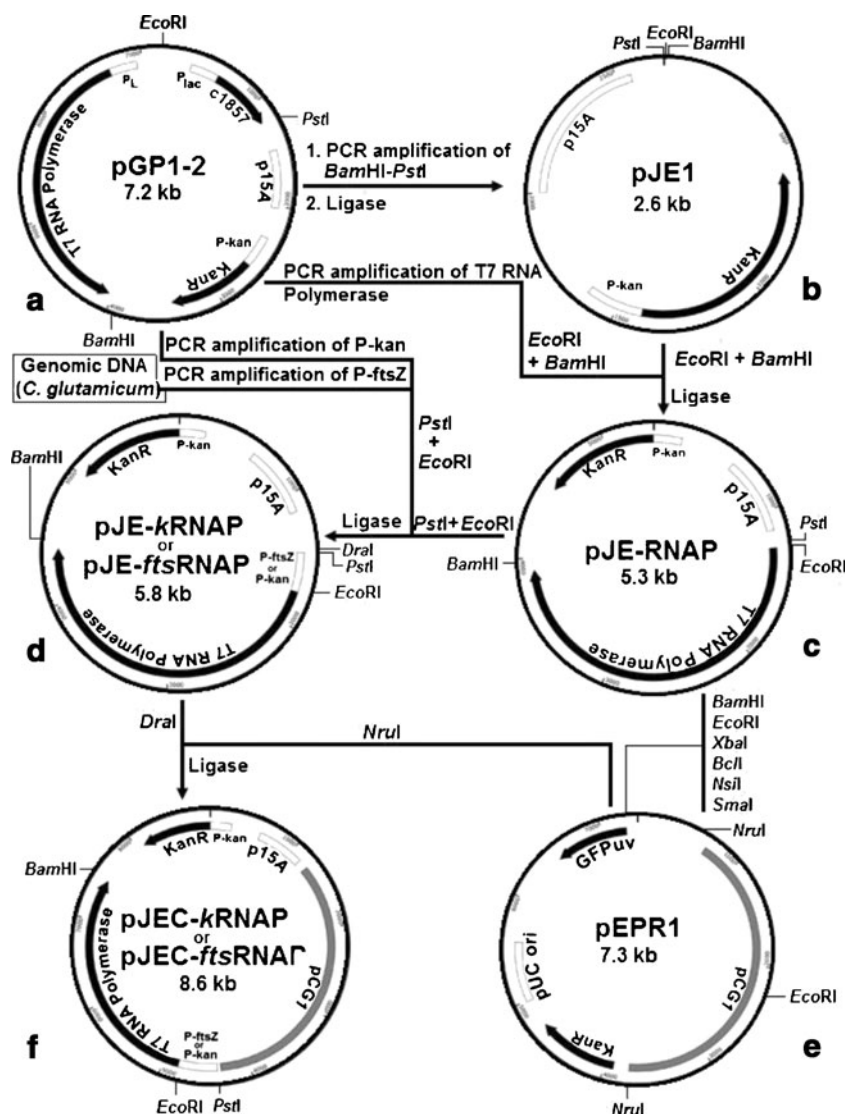 EcoRI
PL
Plac
c1857
PstI
p15A
P-kan
KanR
T7 RNA Polymerase
pGP1-2
7.2 kb
a
BamHI
1. PCR amplification of
BamHI-PstI
2. Ligase
EcoRI
PstI
BamHI
p15A
pJE1
2.6 kb
KanR
P-kan
b
PCR amplification of T7 RNA
Polymerase
EcoRI
+ BamHI
EcoRI + BamHI
Ligase
PCR amplification of P-kan
Genomic DNA
(C. glutamicum)
PCR amplification of P-ftsZ
PstI
+
EcoRI
Ligase
PstI+EcoRI
BamHI
KanR
P-kan
p15A
pJE-kRNAP
or
pJE-ftsRNAP
5.8 kb
P-ftsZ
or
P-kan
DraI
PstI
EcoRI
T7 RNA Polymerase
d
KanR
P-kan
p15A
PstI
EcoRI
BamHI
pJE-RNAP
5.3 kb
T7 RNA Polymerase
c
DraI
NruI
Ligase
BamHI
EcoRI
XbaI
BclI
NsiI
SmaI
BamHI
KanR
P-kan
p15A
pJEC-kRNAP
or
pJEC-ftsRNAP
8.6 kb
T7 RNA Polymerase
pCG1
P-ftsZ
or
P-kan
EcoRI
PstI
f
NruI
GFPuv
pEPR1
7.3 kb
pUC ori
pCG1
EcoRI
KanR
NruI
e